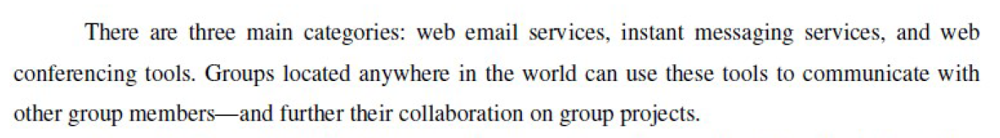 There are three main categories: web email services, instant messaging services, and web
conferencing tools. Groups located anywhere in the world can use these tools to communicate with
other group members—and further their collaboration on group projects.